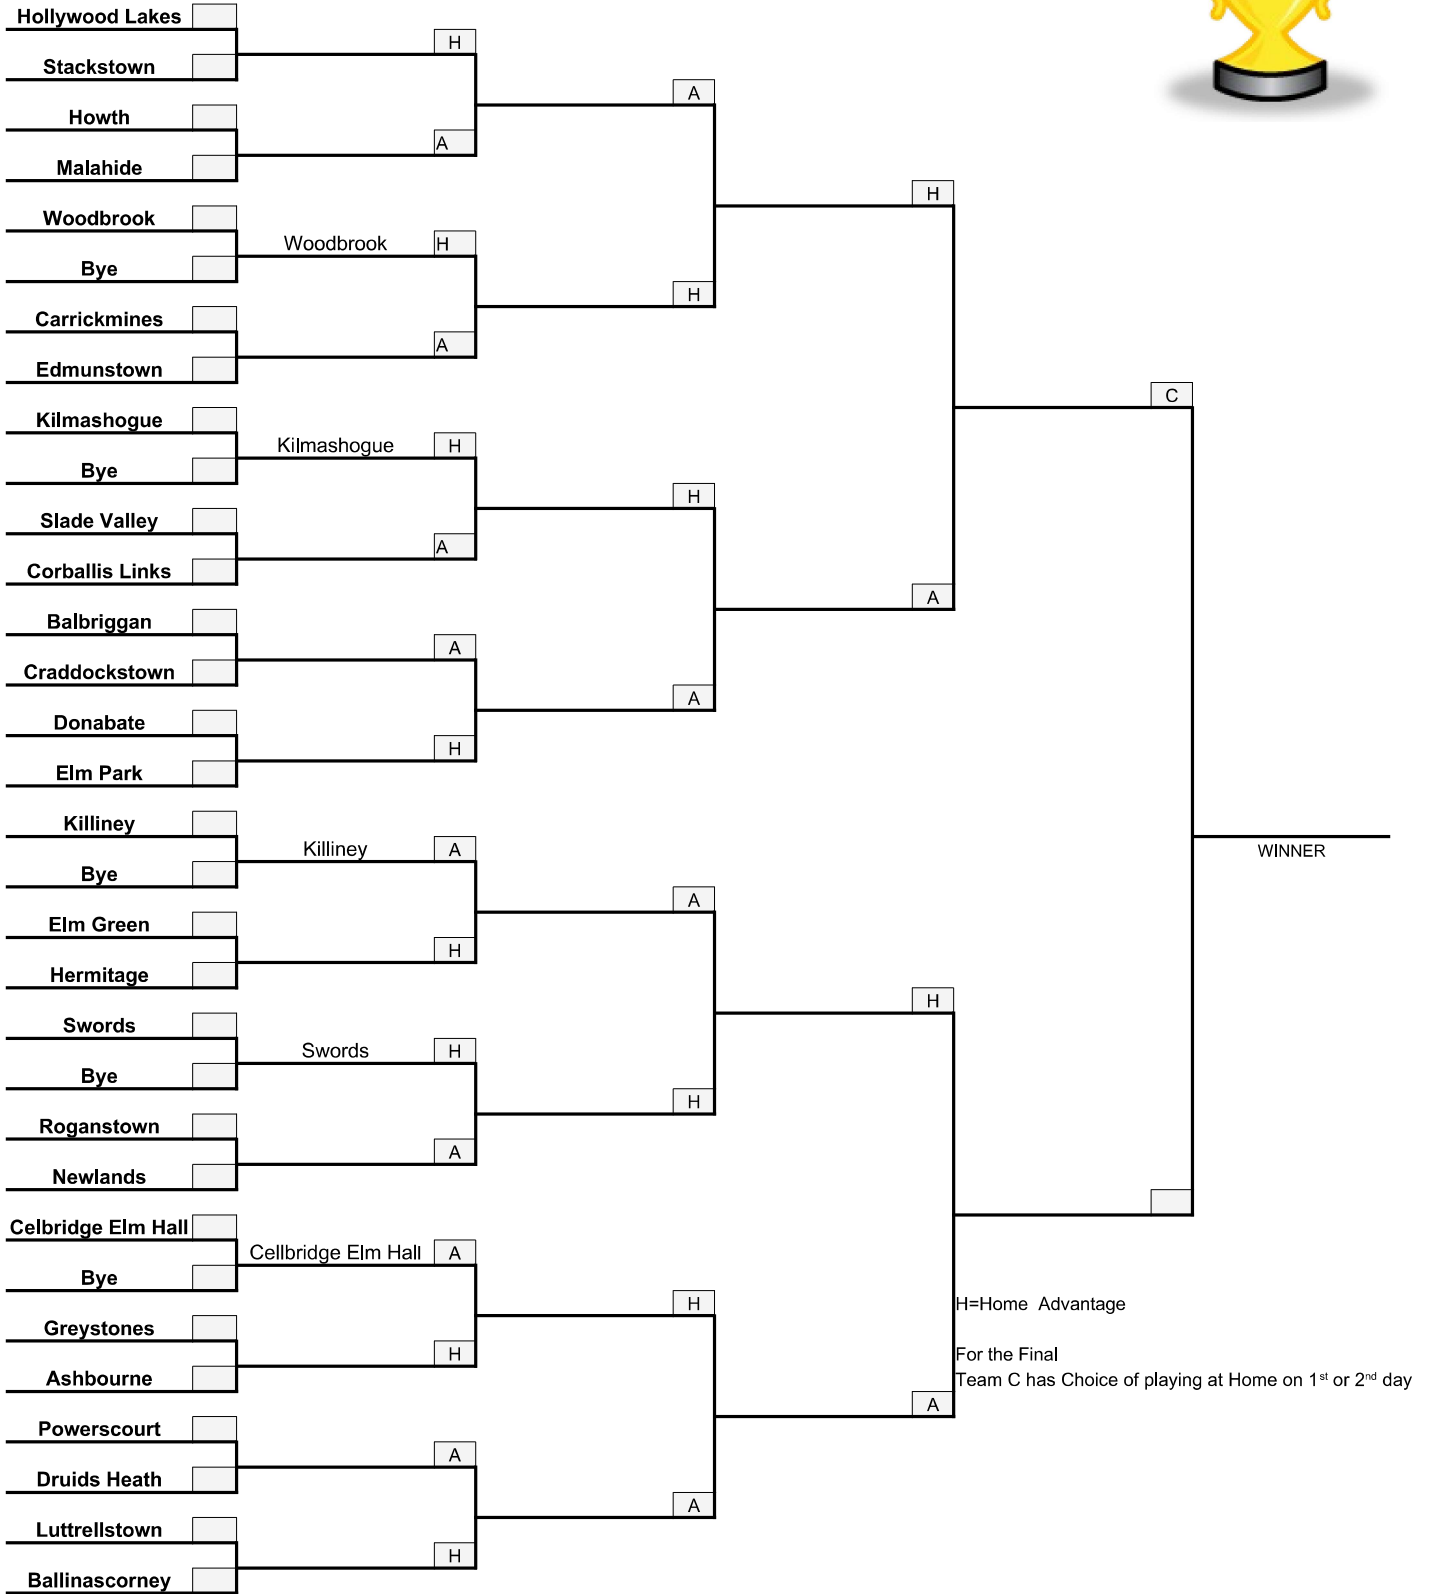 Hollywood Lakes
H
Stackstown
A
Howth
A
Malahide
H
Woodbrook
Woodbrook H
Bye
H
Carrickmines
A
Edmunstown
C
Kilmashogue
Kilmashogue H
Bye
H
Slade Valley
A
Corballis Links
A
Balbriggan
A
Craddockstown
A
Donabate
H
Elm Park
Killiney
Killiney A
WINNER
Bye
A
Elm Green
H
Hermitage
H
Swords
Swords H
Bye
H
Roganstown
A
Newlands
Celbridge Elm Hall
Cellbridge Elm Hall A
Bye
H
H=Home Advantage
Greystones
H
For the Final
Ashbourne
Team C has Choice of playing at Home on 1st or 2nd day
A
Powerscourt
A
Druids Heath
A
Luttrellstown
H
Ballinascorney